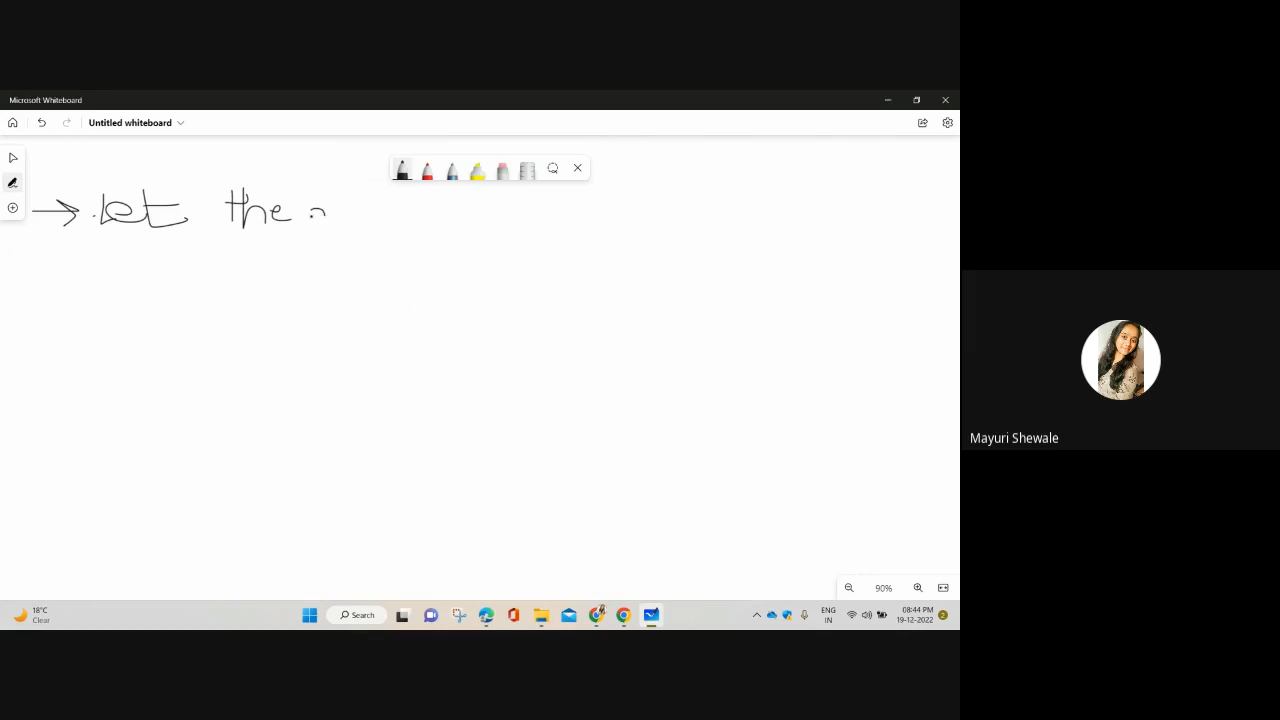 Microsoft Whiteboard
Untitled whiteboard
→ Let the
Mayuri Shewale
90%
18°C
Clear
Search
ENG
IN
08:44 PM
19-12-2022
2